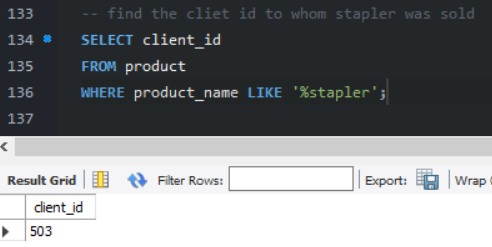 133 -- find the cliet id to whom stapler was sold
134 SELECT client_id
135 FROM product
136 WHERE product_name LIKE '%stapler';
137
Result Grid Filter Rows: Export: Wrap
client_id
503